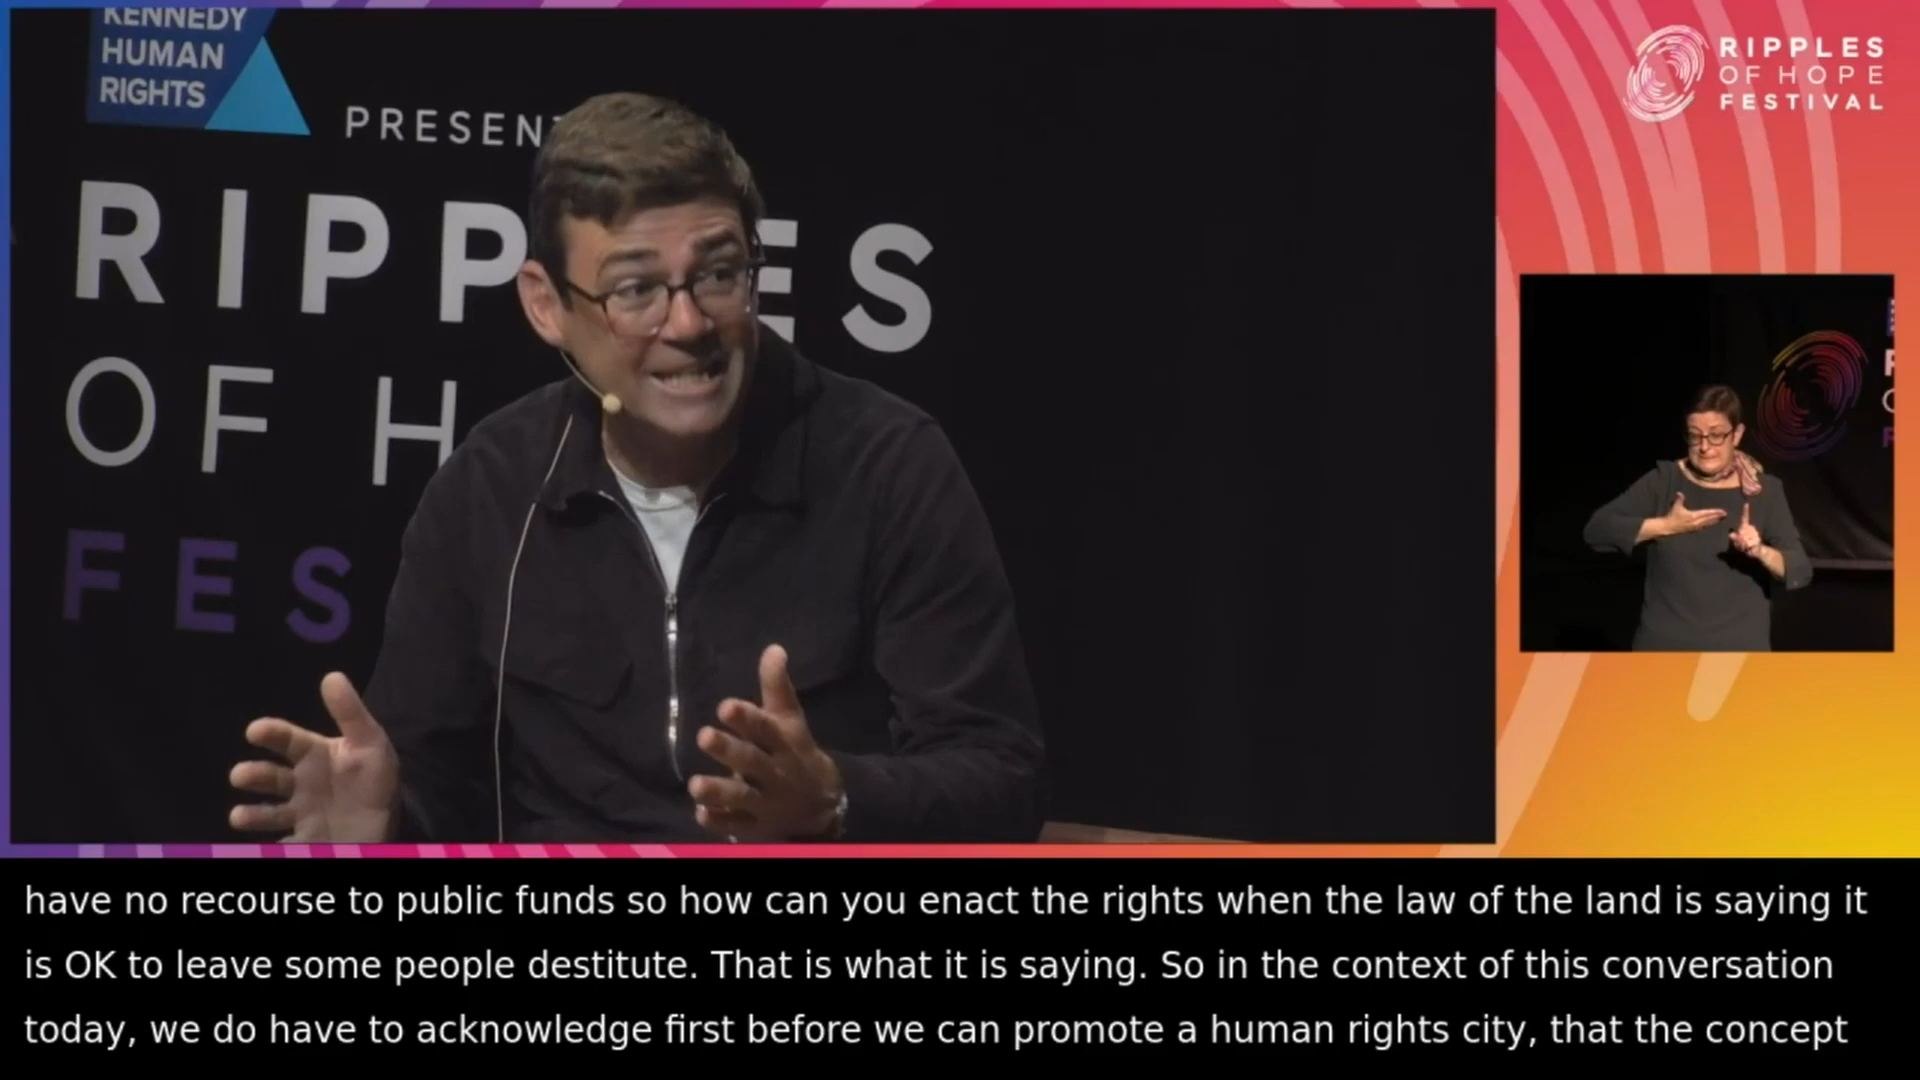 KENNEDY
HUMAN
RIGHTS
PRESENT
RIPPLES
OF H
FES
RIPPLES
OF HOPE
FESTIVAL
have no recourse to public funds so how can you enact the rights when the law of the land is saying it
is OK to leave some people destitute. That is what it is saying. So in the context of this conversation
today, we do have to acknowledge first before we can promote a human rights city, that the concept